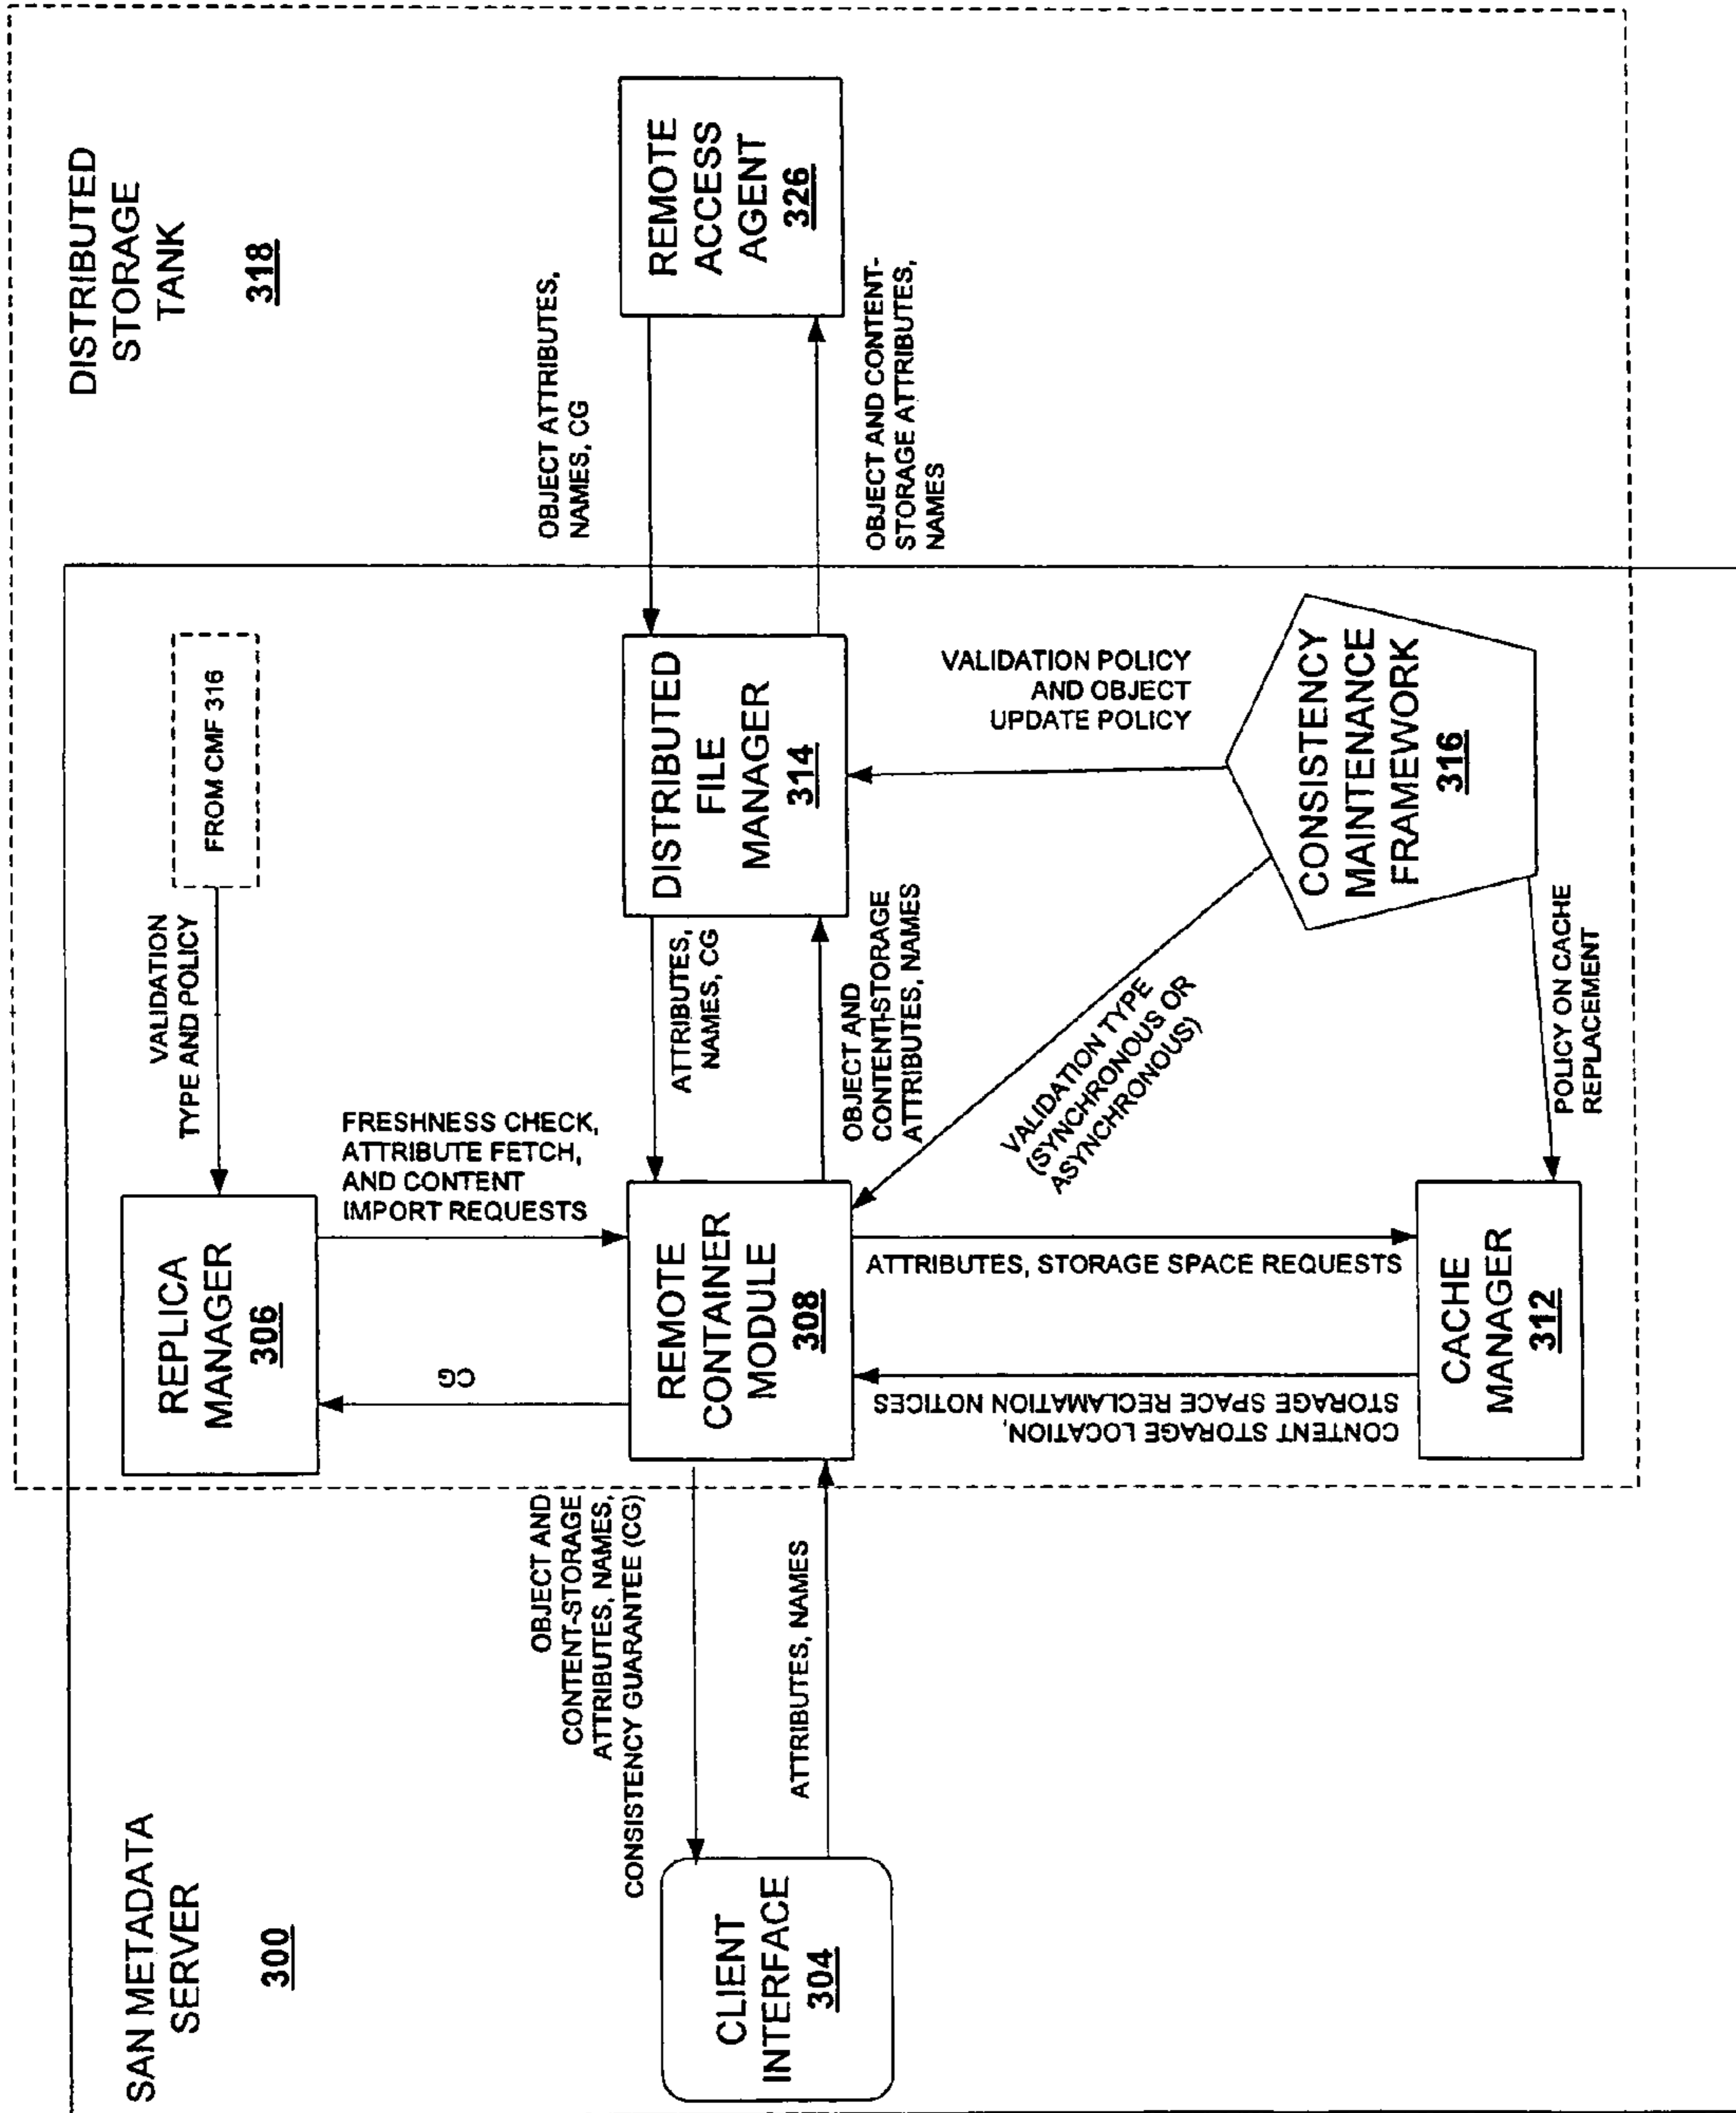 SAN METADATA
SERVER
300
DISTRIBUTED
STORAGE
TANK
318
REPLICA
MANAGER
306
VALIDATION
TYPE AND POLICY
FROM CMF 316
CG
FRESHNESS CHECK,
ATTRIBUTE FETCH,
AND CONTENT
IMPORT REQUESTS
OBJECT AND
CONTENT-STORAGE
ATTRIBUTES, NAMES,
CONSISTENCY GUARANTEE (CG)
CLIENT
INTERFACE
304
ATTRIBUTES, NAMES
REMOTE
CONTAINER
MODULE
308
ATTRIBUTES,
NAMES, CG
OBJECT AND
CONTENT-STORAGE
ATTRIBUTES, NAMES
DISTRIBUTED
FILE
MANAGER
314
OBJECT ATTRIBUTES,
NAMES, CG
OBJECT AND CONTENT-
STORAGE ATTRIBUTES,
NAMES
REMOTE
ACCESS
AGENT
326
CONTENT STORAGE LOCATION,
STORAGE SPACE RECLAMATION NOTICES
ATTRIBUTES, STORAGE SPACE REQUESTS
VALIDATION TYPE
(SYNCHRONOUS OR
ASYNCHRONOUS)
VALIDATION POLICY
AND OBJECT
UPDATE POLICY
CONSISTENCY
MAINTENANCE
FRAMEWORK
316
POLICY ON CACHE
REPLACEMENT
CACHE
MANAGER
312